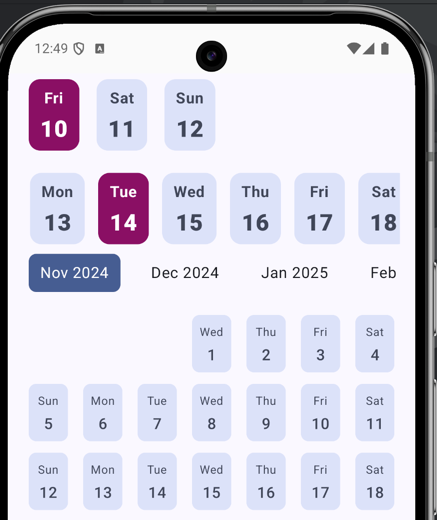 12:49 A
Fri Sat Sun
10 11 12
Mon Tue Wed Thu Fri Sat
13 14 15 16 17 18
Nov 2024 Dec 2024 Jan 2025 Feb
Wed Thu Fri Sat
1 2 3 4
Sun Mon Tue Wed Thu Fri Sat
5 6 7 8 9 10 11
Sun Mon Tue Wed Thu Fri Sat
12 13 14 15 16 17 18